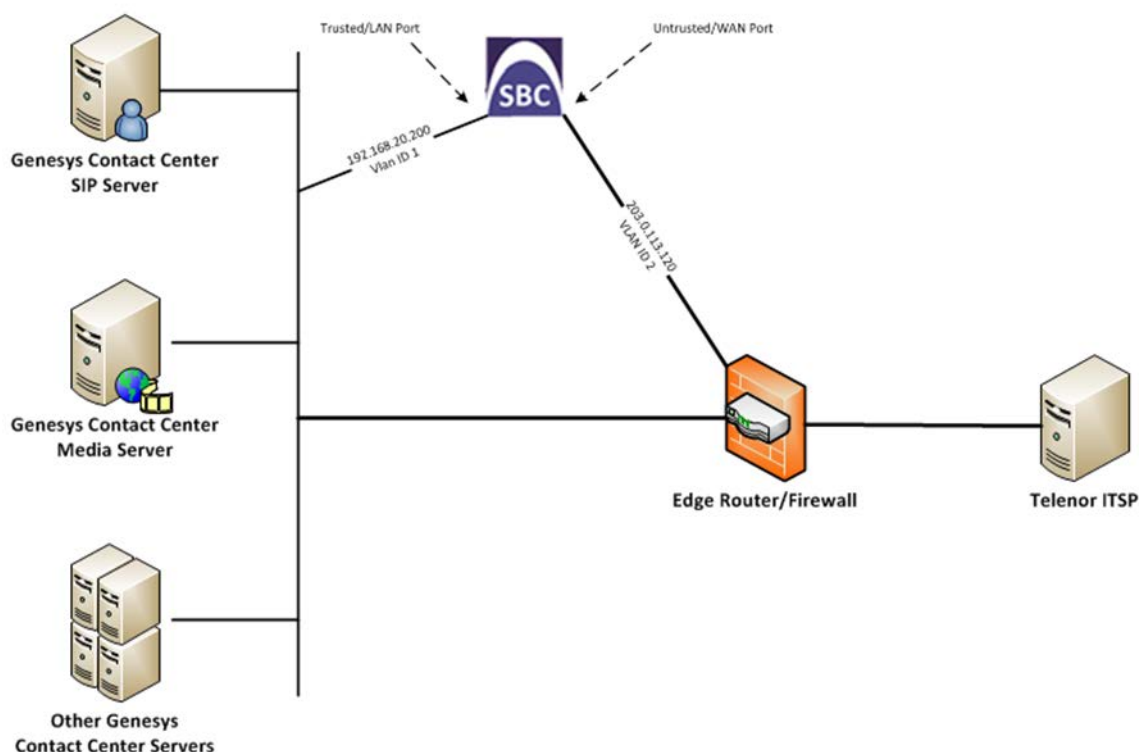 Trusted/LAN Port
Untrusted/WAN Port
SBC
192.168.20.200
Vlan ID 1
Genesys Contact Center
SIP Server
203.0.113.120
VLAN ID 2
Genesys Contact Center
Media Server
Edge Router/Firewall
Telenor ITSP
Other Genesys
Contact Center Servers